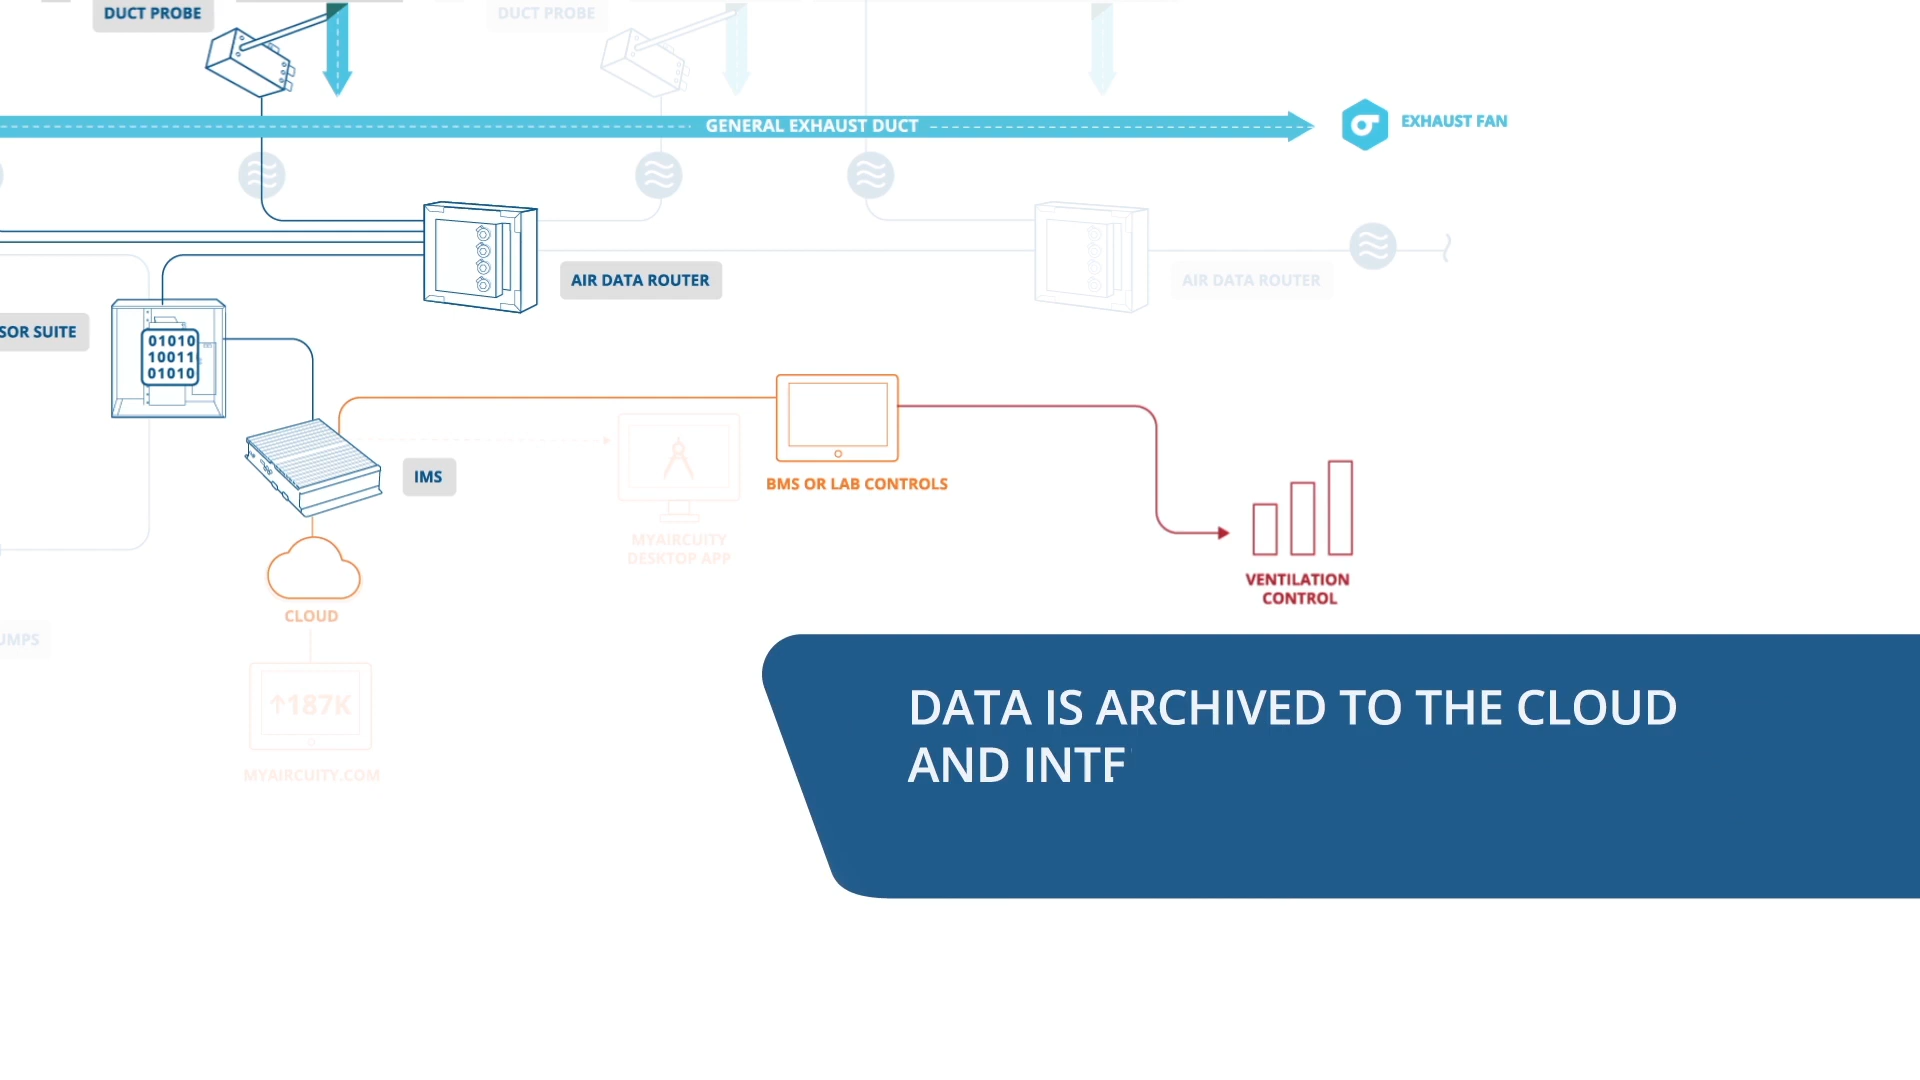 DUCT PROBE
DUCT PROBE
GENERAL EXHAUST DUCT
EXHAUST FAN
AIR DATA ROUTER
AIR DATA ROUTER
SOR SUITE
01010
10011
01010
IMS
BMS OR LAB CONTROLS
MYAIRCUITY
DESKTOP APP
VENTILATION
CONTROL
CLOUD
UMPS
↑187K
MYAIRCUITY.COM
DATA IS ARCHIVED TO THE CLOUD
AND INT